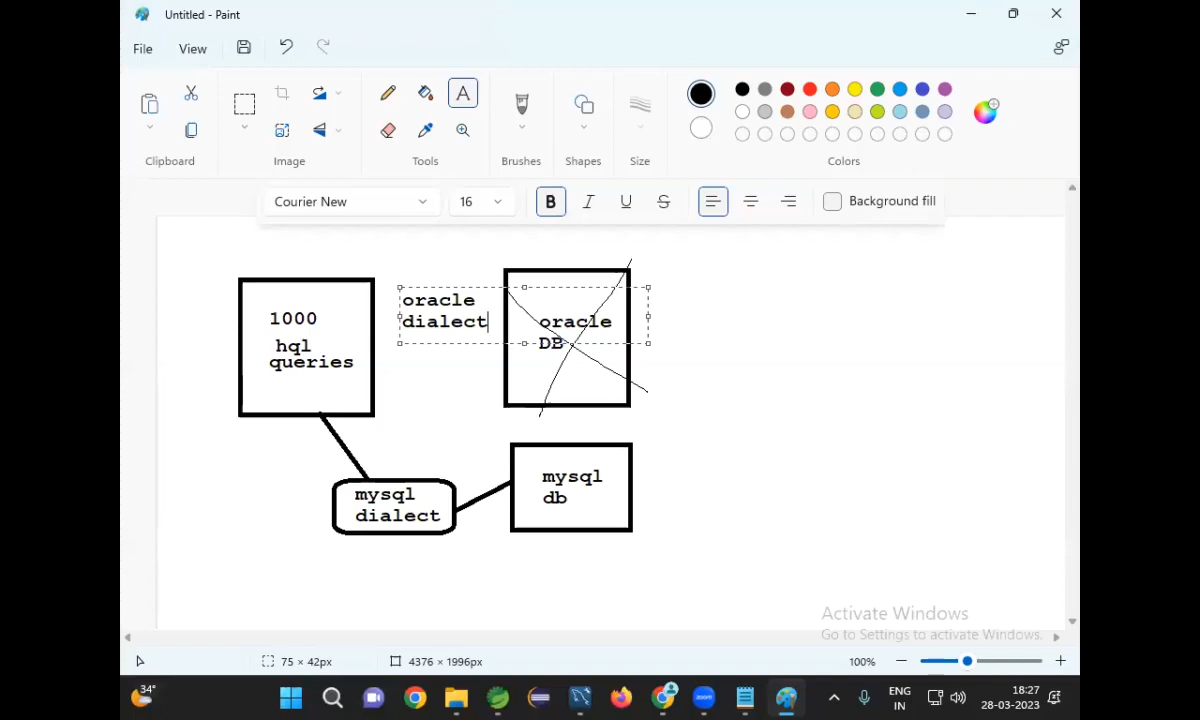 Untitled - Paint
File View
Clipboard Image Tools Brushes Shapes Size Colors
Courier New 16 B I U S Background fill
1000
hql
queries
oracle
dialect
oracle
DB
mysql
dialect
mysql
db
Activate Windows
Go to Settings to activate Windows.
75 × 42px 4376 × 1996px 100%
34°
zoom
ENG
IN
18:27
28-03-2023